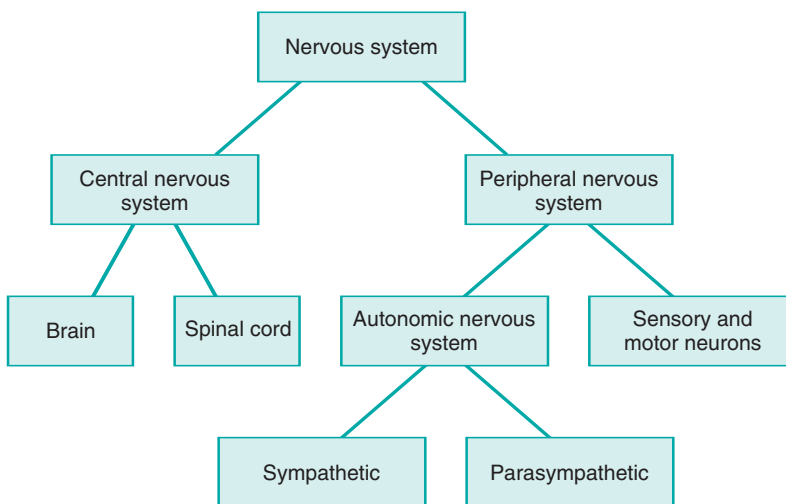 Nervous system
Central nervous
system
Peripheral nervous
system
Brain
Spinal cord
Autonomic nervous
system
Sensory and
motor neurons
Sympathetic
Parasympathetic